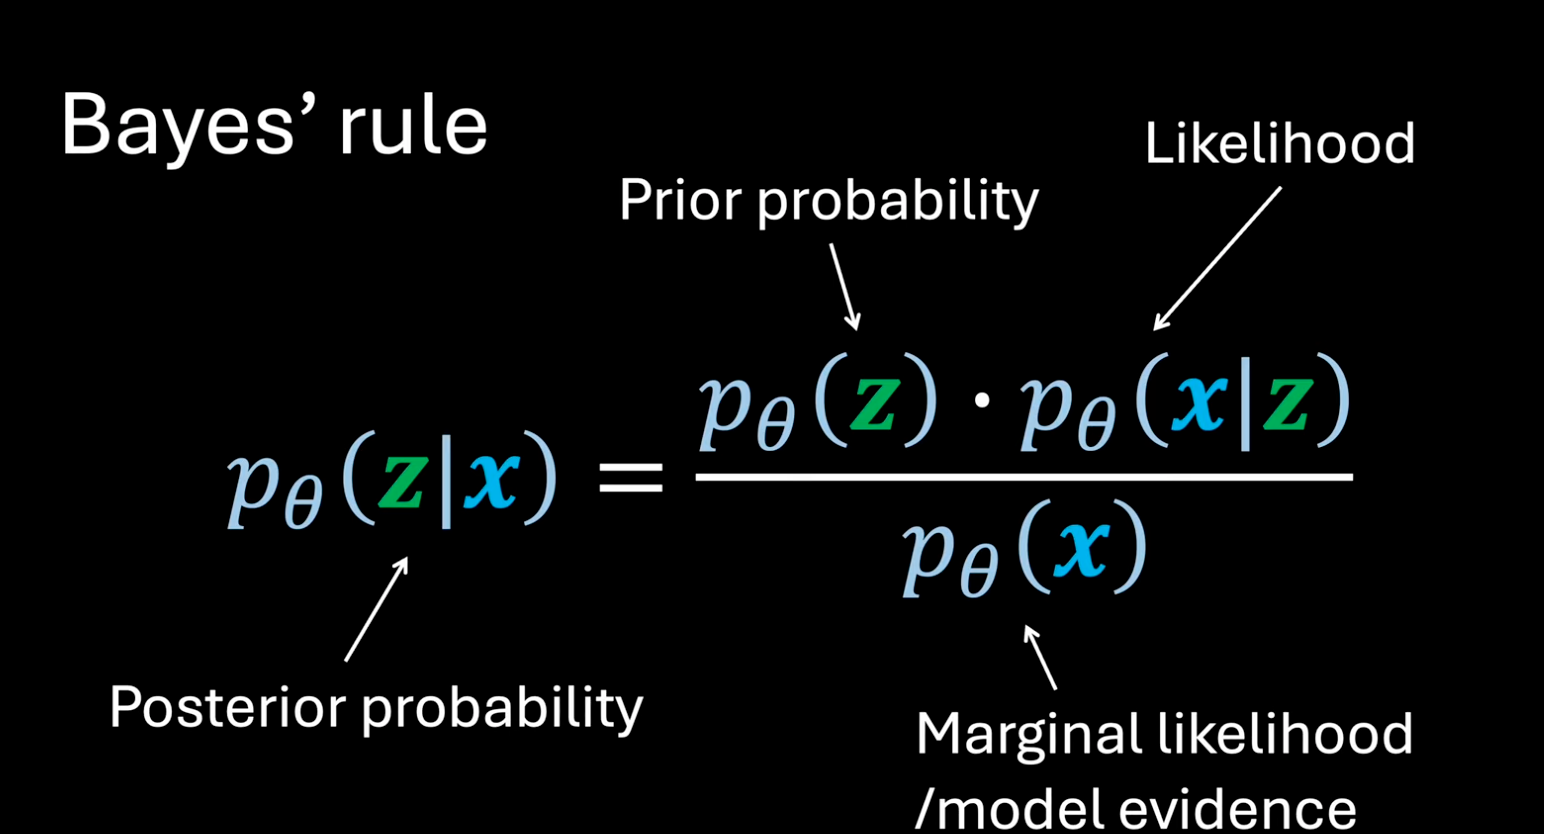 Bayes’ rule
Likelihood
Prior probability
pθ(z|x) = pθ(z) · pθ(x|z)
pθ(x)
Posterior probability
Marginal likelihood
/model evidence